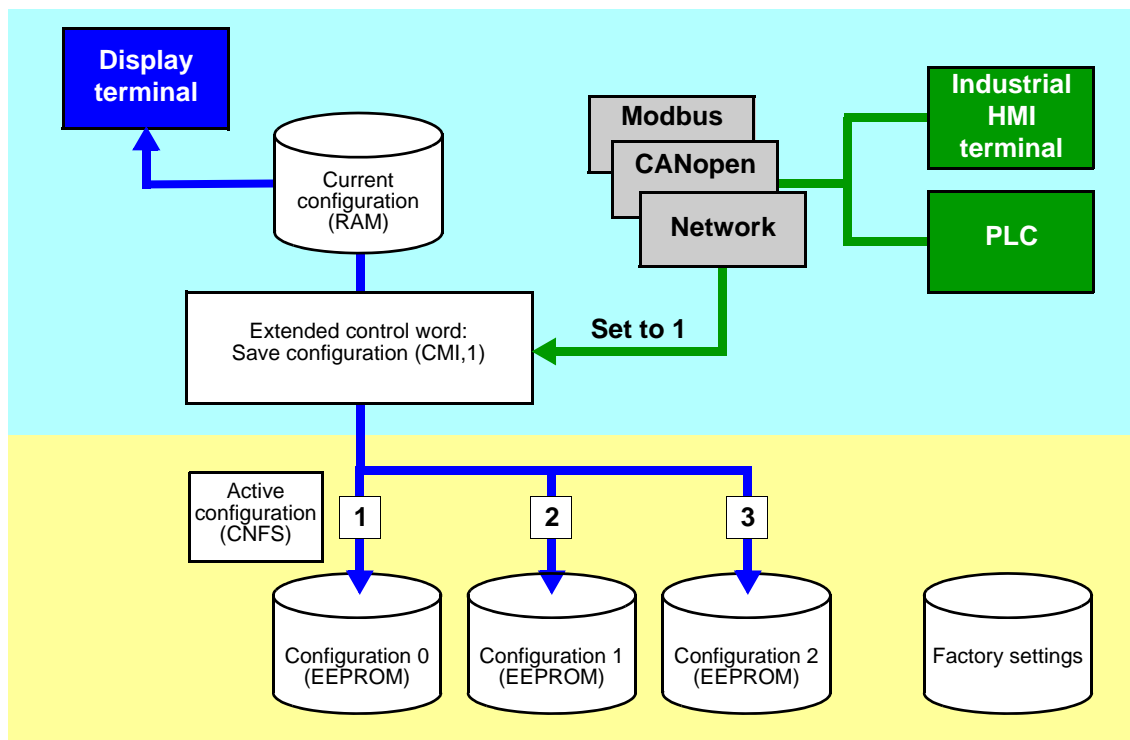 Display
terminal
Current
configuration
(RAM)
Modbus
CANopen
Network
Industrial
HMI
terminal
PLC
Extended control word:
Save configuration (CMI,1)
Set to 1
Active
configuration
(CNFS)
1
2
3
Configuration 0
(EEPROM)
Configuration 1
(EEPROM)
Configuration 2
(EEPROM)
Factory settings